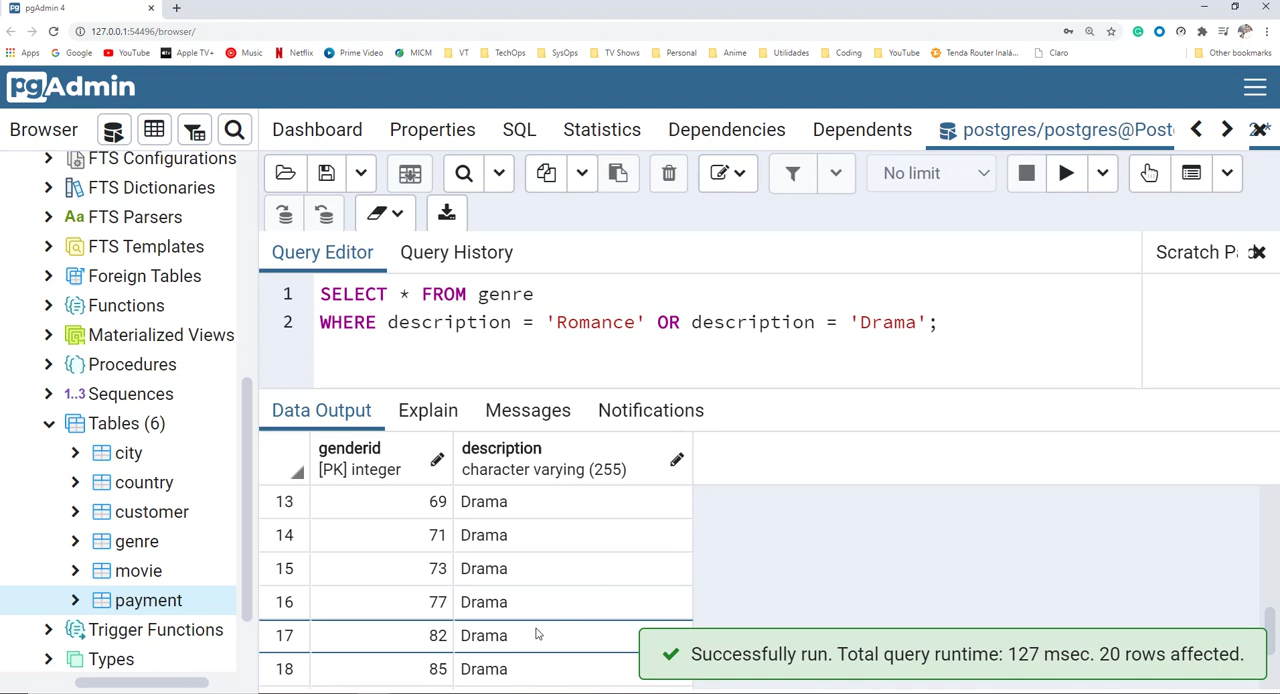 pgAdmin 4
127.0.0.1:54496/browser/
Apps Google YouTube Apple TV+ Music Netflix Prime Video MICM VT TechOps SysOps TV Shows Personal Anime Utilidades Coding YouTube Tenda Router Inalá... Claro Other bookmarks
pgAdmin
Browser Dashboard Properties SQL Statistics Dependencies Dependents postgres/postgres@Post
FTS Configurations
FTS Dictionaries
Aa FTS Parsers
FTS Templates
Foreign Tables
Functions
Materialized Views
Procedures
1..3 Sequences
Tables (6)
city
country
customer
genre
movie
payment
Trigger Functions
Types
No limit
Query Editor Query History Scratch P
1 SELECT * FROM genre
2 WHERE description = 'Romance' OR description = 'Drama';
Data Output Explain Messages Notifications
genderid description
[PK] integer character varying (255)
13 69 Drama
14 71 Drama
15 73 Drama
16 77 Drama
17 82 Drama
18 85 Drama
Successfully run. Total query runtime: 127 msec. 20 rows affected.